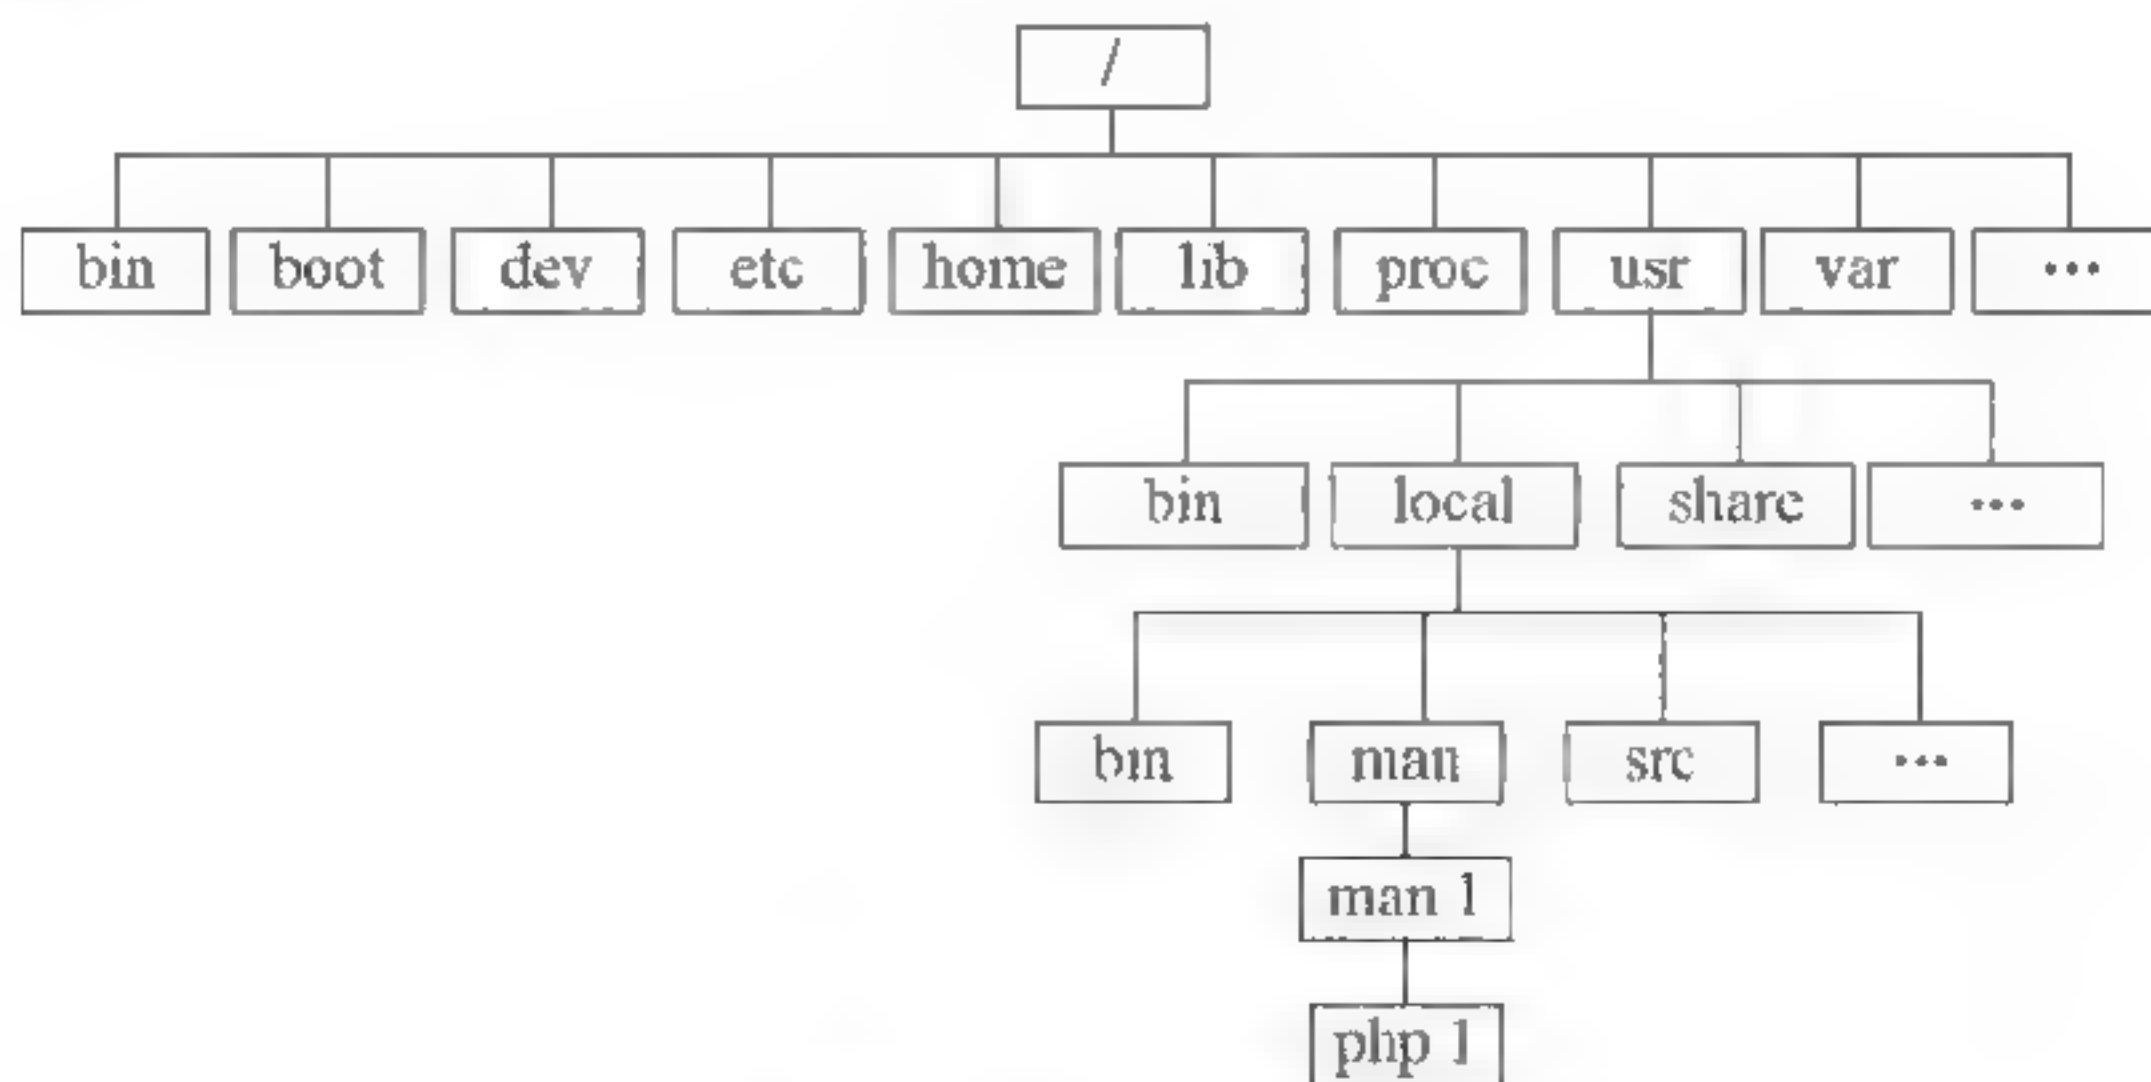 /
bin boot dev etc home lib proc usr var ...
bin local share ...
bin man src ...
man 1
php 1